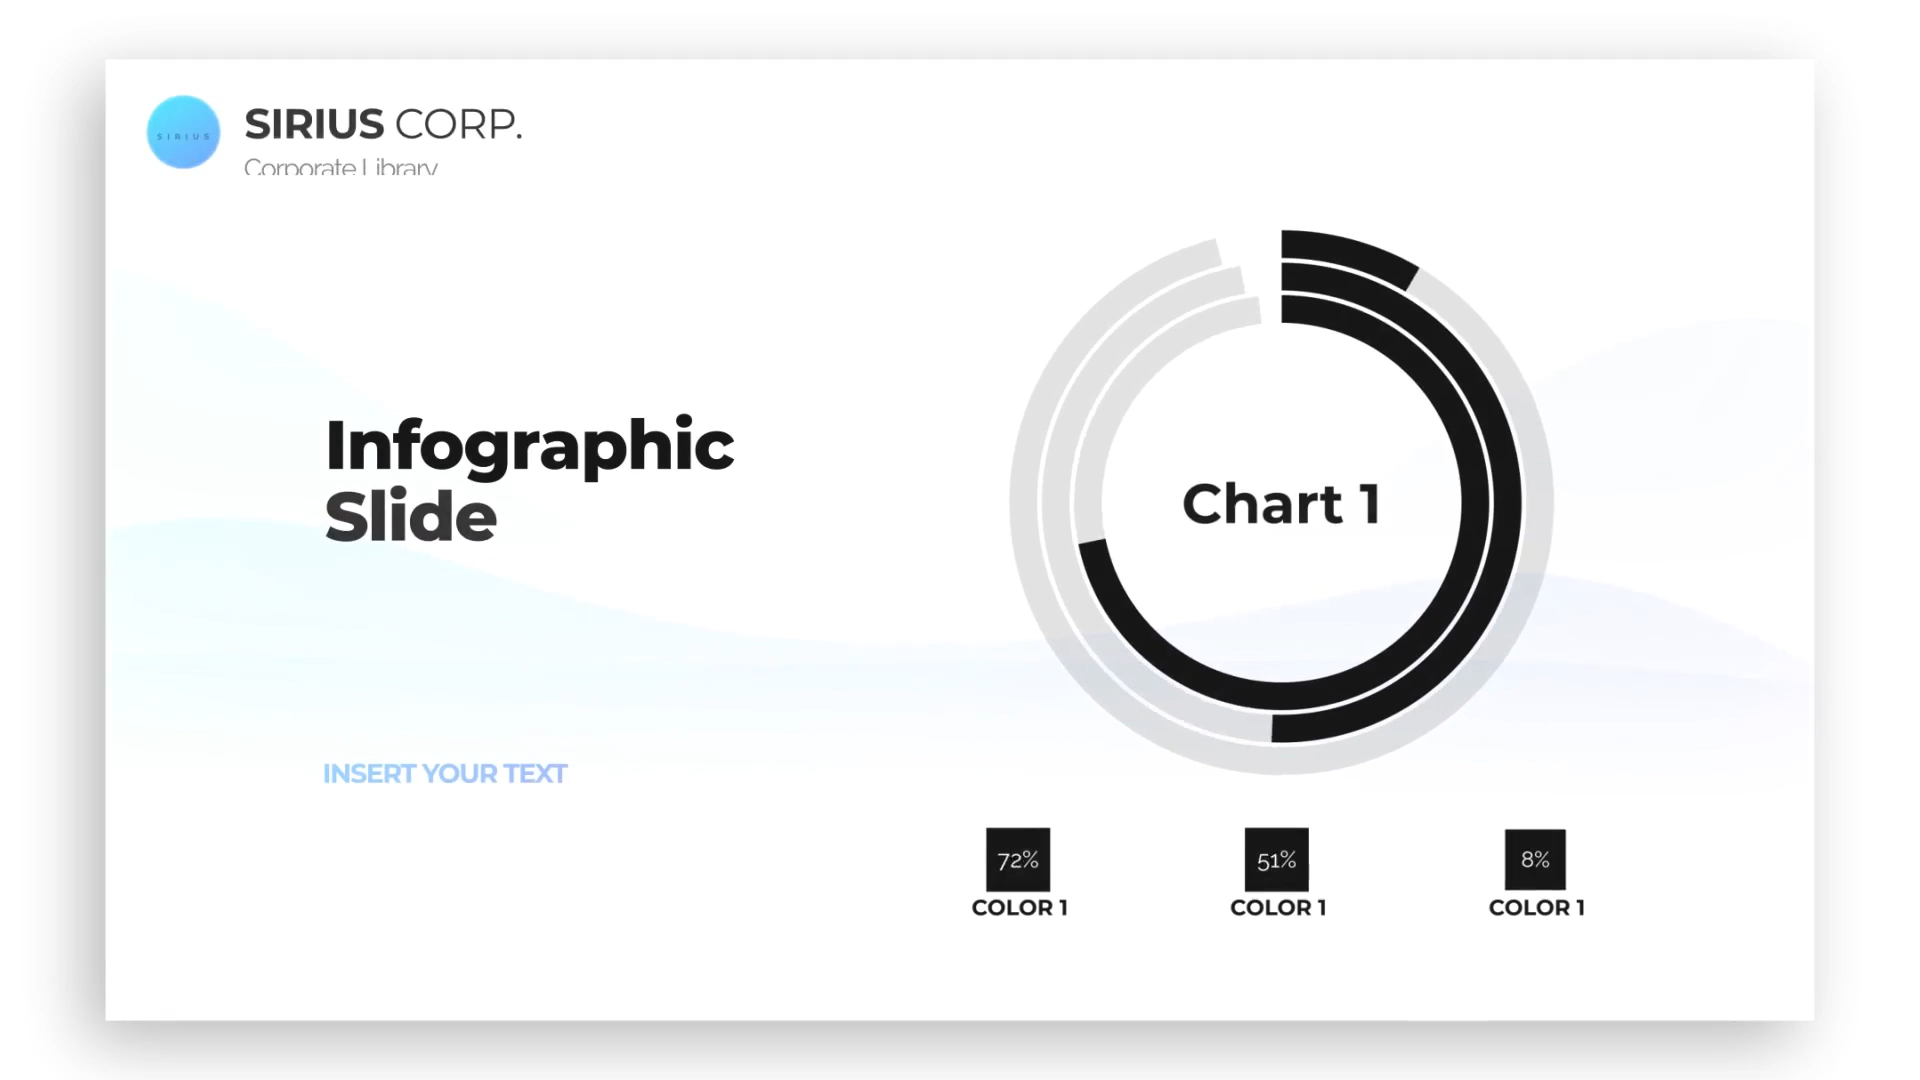 SIRIUS
SIRIUS CORP.
Corporate Library
Infographic
Slide
INSERT YOUR TEXT
Chart 1
72%
51%
8%
COLOR 1
COLOR 1
COLOR 1